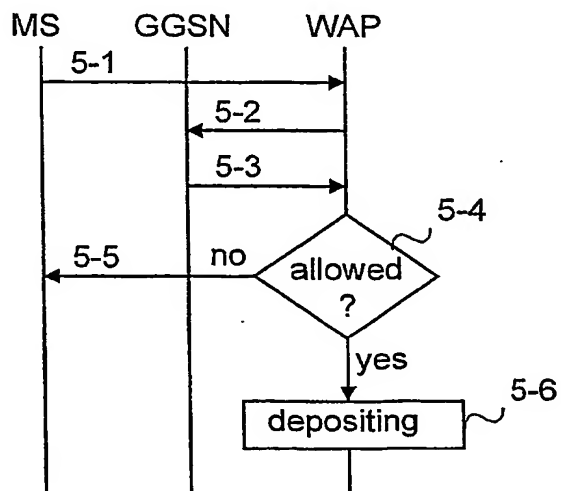 MS GGSN WAP
5-1
5-2
5-3
5-4
5-5 no allowed
?
yes
depositing 5-6